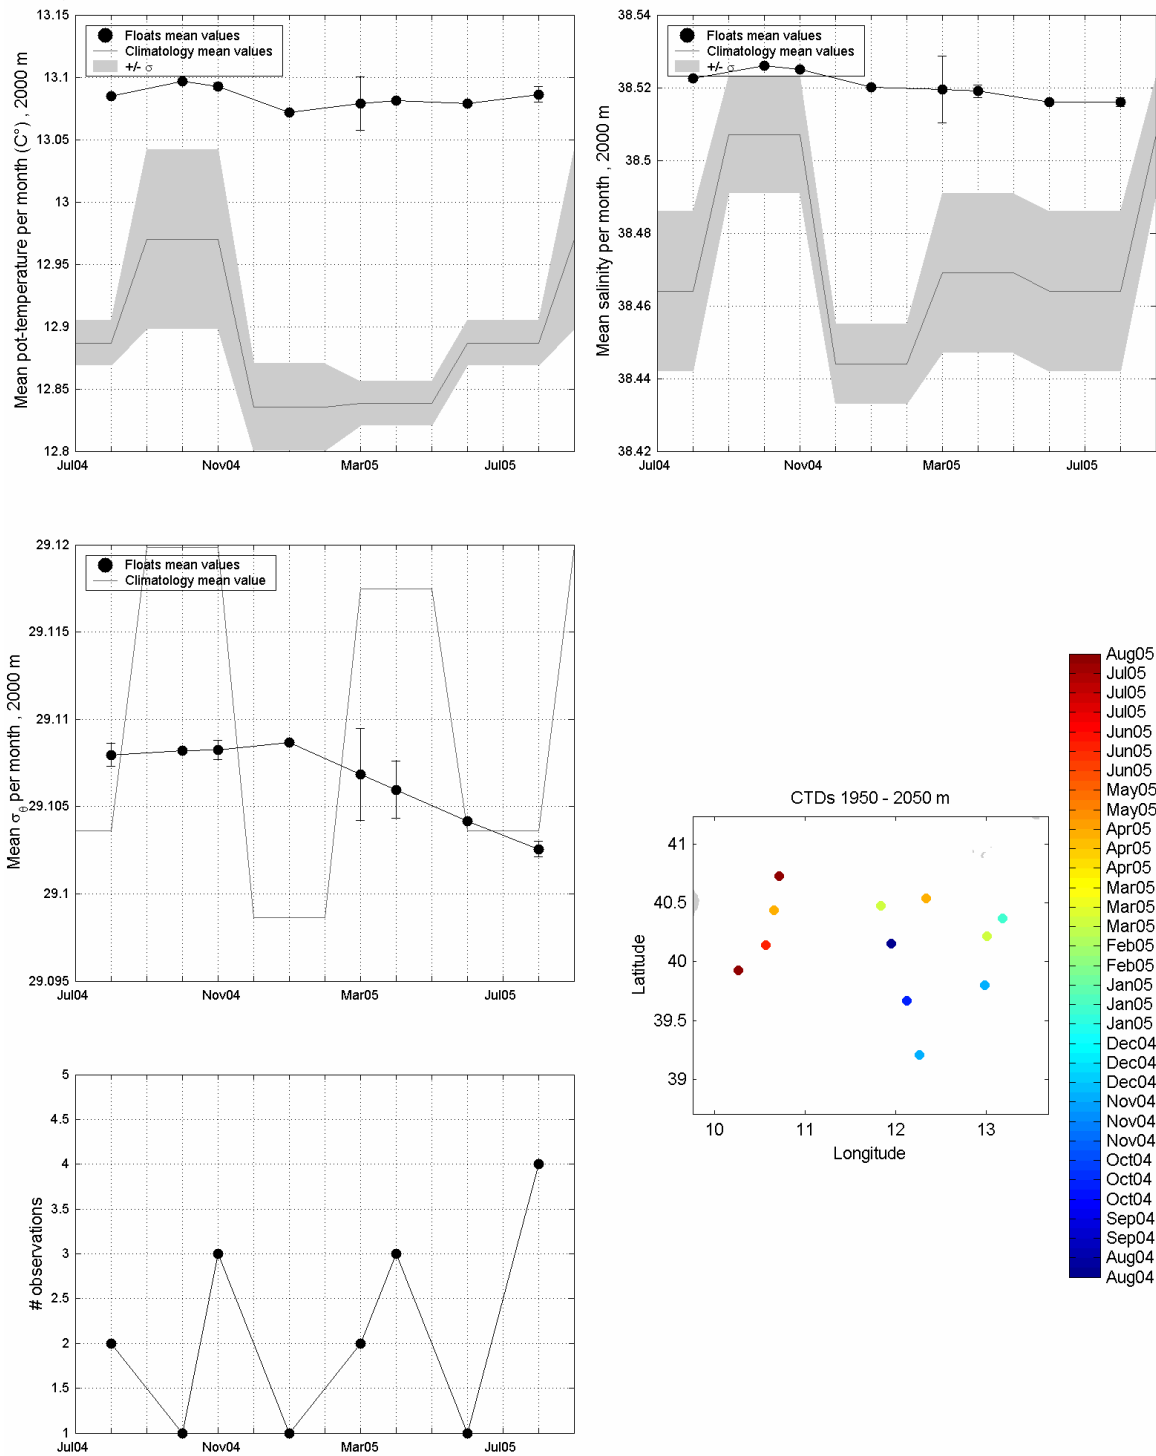 13.15
13.1
13.05
13
12.95
12.9
12.85
12.8
Mean pot-temperature per month (C°) , 2000 m
Floats mean values
Climatology mean values
+/- σ
Jul04 Nov04 Mar05 Jul05
38.54
38.52
38.5
38.48
38.46
38.44
38.42
Mean salinity per month , 2000 m
Floats mean values
Climatology mean values
+/- σ
Jul04 Nov04 Mar05 Jul05
29.12
29.115
29.11
29.105
29.1
29.095
Mean σθ per month , 2000 m
Floats mean values
Climatology mean value
Jul04 Nov04 Mar05 Jul05
5
4.5
4
3.5
3
2.5
2
1.5
1
# observations
Jul04 Nov04 Mar05 Jul05
CTDs 1950 - 2050 m
41
40.5
40
39.5
39
Latitude
10 11 12 13
Longitude
Aug05
Jul05
Jul05
Jul05
Jun05
Jun05
Jun05
May05
May05
Apr05
Apr05
Apr05
Mar05
Mar05
Mar05
Feb05
Feb05
Jan05
Jan05
Jan05
Dec04
Dec04
Dec04
Nov04
Nov04
Nov04
Oct04
Oct04
Oct04
Sep04
Sep04
Aug04
Aug04